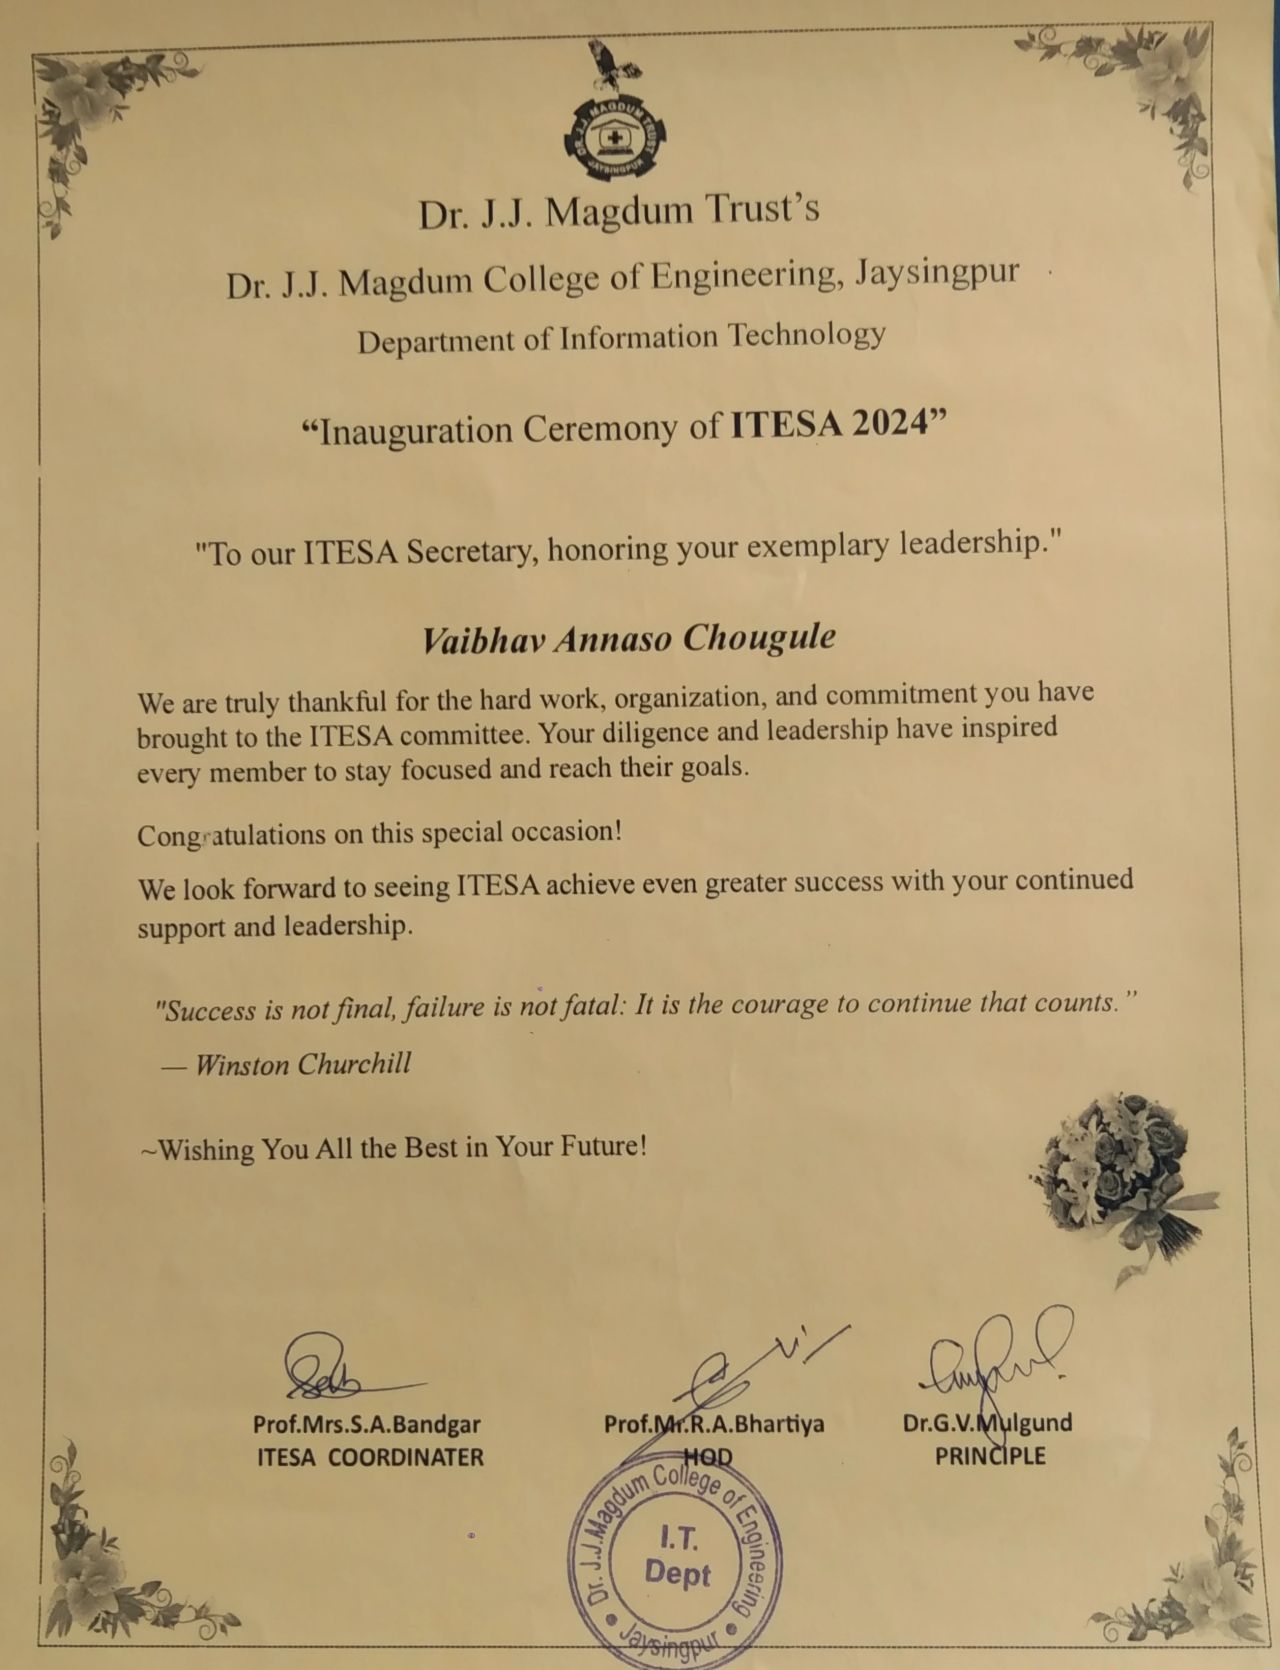 DR. J.J. MAGDUM TRUST
JAYSINGPUR
Dr. J.J. Magdum Trust’s
Dr. J.J. Magdum College of Engineering, Jaysingpur
Department of Information Technology
“Inauguration Ceremony of ITESA 2024”
"To our ITESA Secretary, honoring your exemplary leadership."
Vaibhav Annaso Chougule
We are truly thankful for the hard work, organization, and commitment you have
brought to the ITESA committee. Your diligence and leadership have inspired
every member to stay focused and reach their goals.
Congratulations on this special occasion!
We look forward to seeing ITESA achieve even greater success with your continued
support and leadership.
"Success is not final, failure is not fatal: It is the courage to continue that counts.”
— Winston Churchill
~Wishing You All the Best in Your Future!
Prof.Mrs.S.A.Bandgar Prof.Mr.R.A.Bhartiya Dr.G.V.Mulgund
ITESA COORDINATER HOD PRINCIPLE
Dr. J.J.Magdum College of Engineering
I.T.
Dept
Jaysingpur